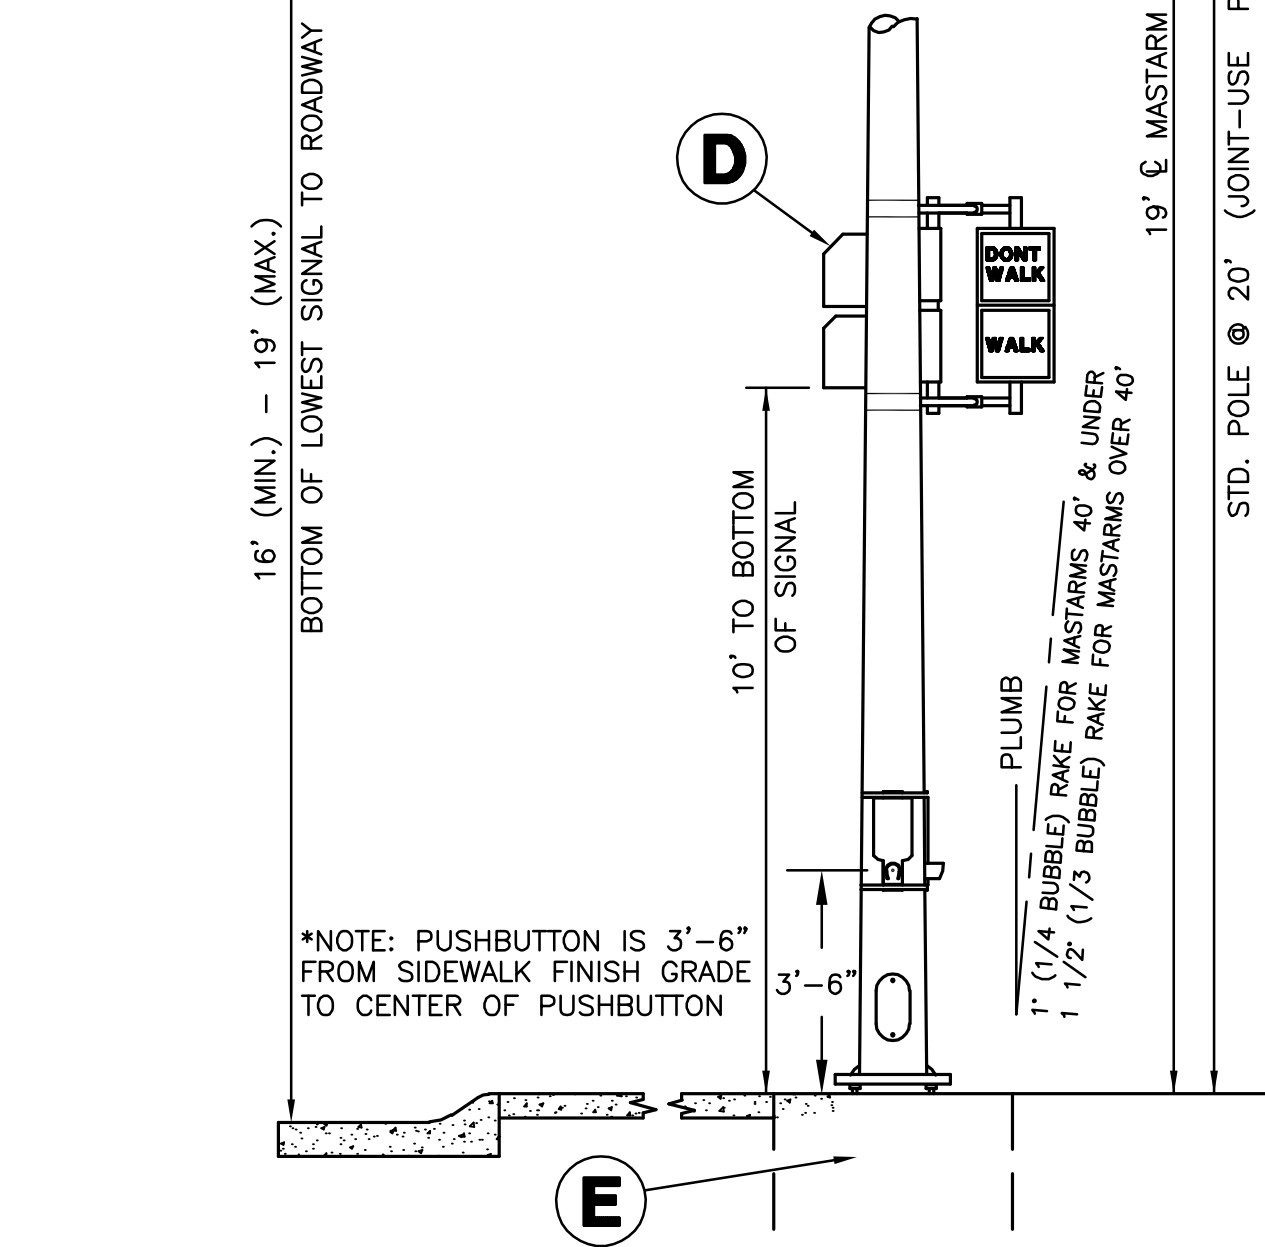 16' (MIN.) – 19' (MAX.)
BOTTOM OF LOWEST SIGNAL TO ROADWAY
D
DONT
WALK
WALK
10' TO BOTTOM
OF SIGNAL
19' ℄ MASTARM
STD. POLE @ 20' (JOINT–USE
PLUMB
1° (1/4 BUBBLE) RAKE FOR MASTARMS 40' & UNDER
1 1/2° (1/3 BUBBLE) RAKE FOR MASTARMS OVER 40'
*NOTE: PUSHBUTTON IS 3'–6"
FROM SIDEWALK FINISH GRADE
TO CENTER OF PUSHBUTTON
3'–6"
E